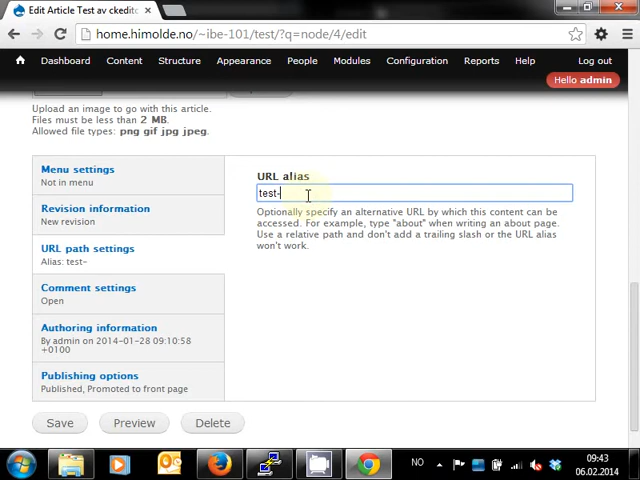 Edit Article Test av ckedito
home.himolde.no/~ibe-101/test/?q=node/4/edit
Dashboard Content Structure Appearance People Modules Configuration Reports Help Log out
Hello admin
Upload an image to go with this article.
Files must be less than 2 MB.
Allowed file types: png gif jpg jpeg.
Menu settings
Not in menu
Revision information
New revision
URL path settings
Alias: test-
Comment settings
Open
Authoring information
By admin on 2014-01-28 09:10:58
+0100
Publishing options
Published, Promoted to front page
URL alias
test-
Optionally specify an alternative URL by which this content can be
accessed. For example, type "about" when writing an about page.
Use a relative path and don't add a trailing slash or the URL alias
won't work.
Save Preview Delete
NO
09:43
06.02.2014